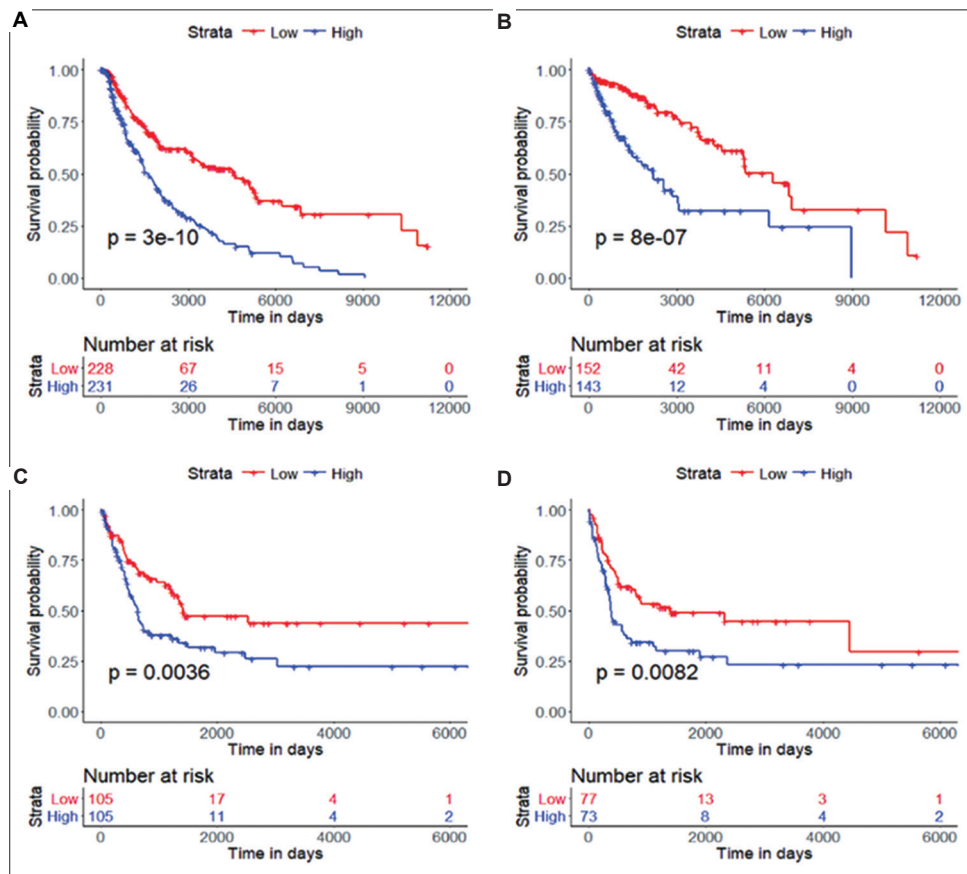 A
Strata Low High
1.00
0.75
0.50
0.25
0.00
Survival probability
p = 3e-10
0 3000 6000 9000 12000
Time in days
Number at risk
Strata
Low 228 67 15 5 0
High 231 26 7 1 0
0 3000 6000 9000 12000
Time in days
B
Strata Low High
1.00
0.75
0.50
0.25
0.00
Survival probability
p = 8e-07
0 3000 6000 9000 12000
Time in days
Number at risk
Strata
Low 152 42 11 4 0
High 143 12 4 0 0
0 3000 6000 9000 12000
Time in days
C
Strata Low High
1.00
0.75
0.50
0.25
0.00
Survival probability
p = 0.0036
0 2000 4000 6000
Time in days
Number at risk
Strata
Low 105 17 4 1
High 105 11 4 2
0 2000 4000 6000
Time in days
D
Strata Low High
1.00
0.75
0.50
0.25
0.00
Survival probability
p = 0.0082
0 2000 4000 6000
Time in days
Number at risk
Strata
Low 77 13 3 1
High 73 8 4 2
0 2000 4000 6000
Time in days